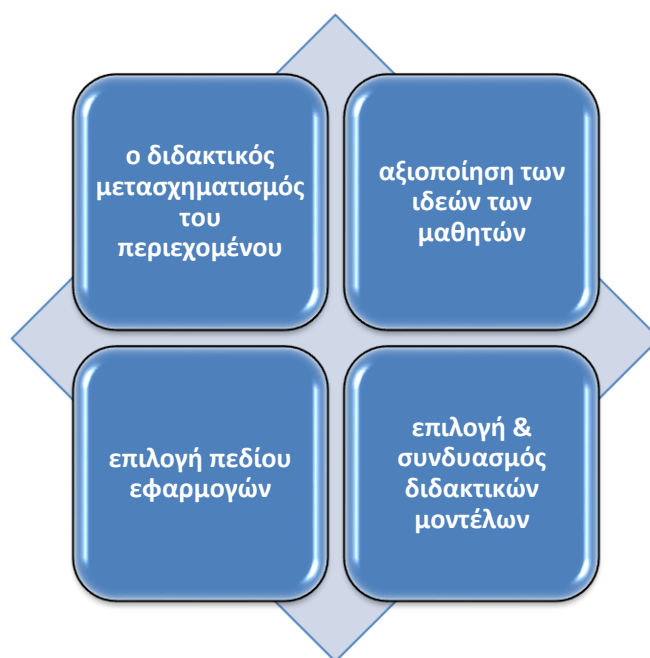 ο διδακτικός
μετασχηματισμός
του
περιεχομένου
αξιοποίηση των
ιδεών των
μαθητών
επιλογή πεδίου
εφαρμογών
επιλογή &
συνδυασμός
διδακτικών
μοντέλων